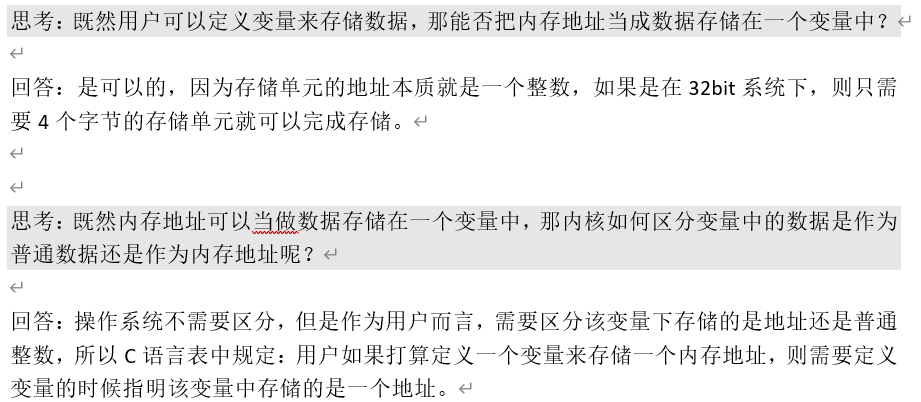 思考：既然用户可以定义变量来存储数据，那能否把内存地址当成数据存储在一个变量中？
回答：是可以的，因为存储单元的地址本质就是一个整数，如果是在 32bit 系统下，则只需
要 4 个字节的存储单元就可以完成存储。
思考：既然内存地址可以当做数据存储在一个变量中，那内核如何区分变量中的数据是作为
普通数据还是作为内存地址呢？
回答：操作系统不需要区分，但是作为用户而言，需要区分该变量下存储的是地址还是普通
整数，所以 C 语言表中规定：用户如果打算定义一个变量来存储一个内存地址，则需要定义
变量的时候指明该变量中存储的是一个地址。